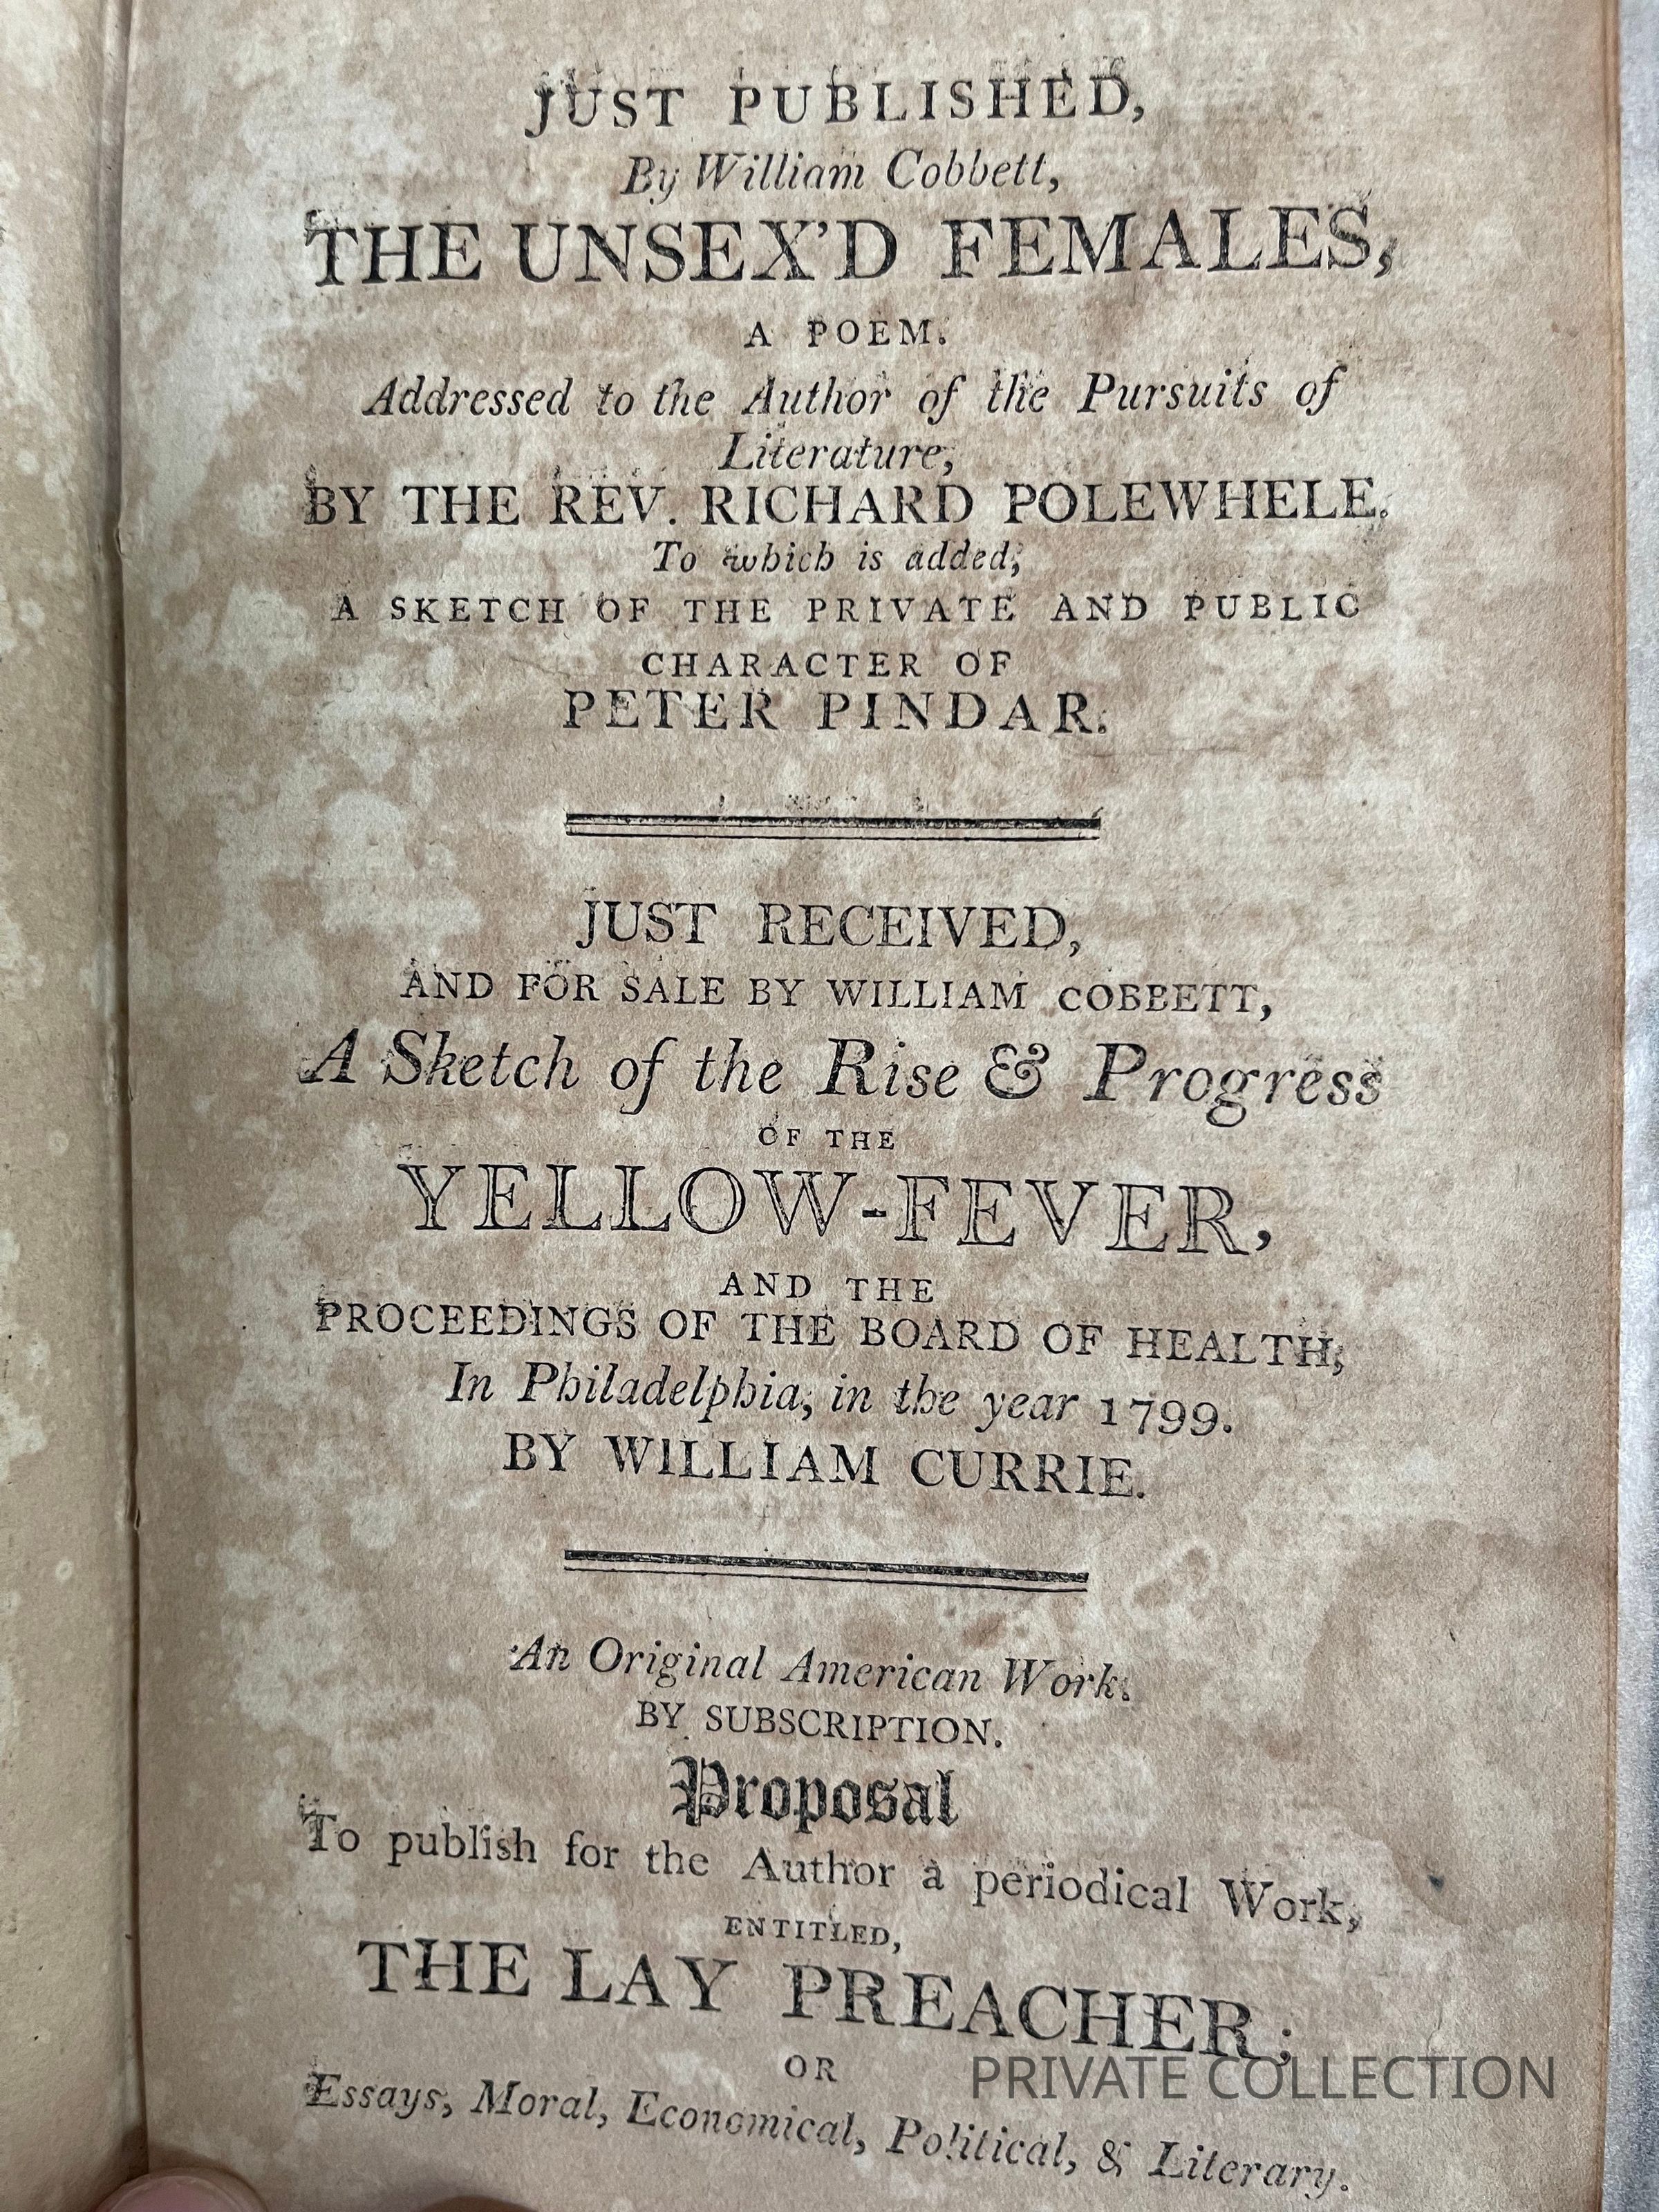 JUST PUBLISHED,
By William Cobbett,
THE UNSEX'D FEMALES,
A POEM.
Addressed to the Author of the Pursuits of
Literature,
BY THE REV. RICHARD POLEWHELE.
To which is added,
A SKETCH OF THE PRIVATE AND PUBLIC
CHARACTER OF
PETER PINDAR.
JUST RECEIVED,
AND FOR SALE BY WILLIAM COBBETT,
A Sketch of the Rise & Progress
OF THE
YELLOW-FEVER,
AND THE
PROCEEDINGS OF THE BOARD OF HEALTH,
In Philadelphia, in the year 1799.
BY WILLIAM CURRIE.
An Original American Work.
BY SUBSCRIPTION.
Proposal
To publish for the Author a periodical Work,
ENTITLED,
THE LAY PREACHER;
OR
Essays, Moral, Economical, Political, & Literary.
PRIVATE COLLECTION